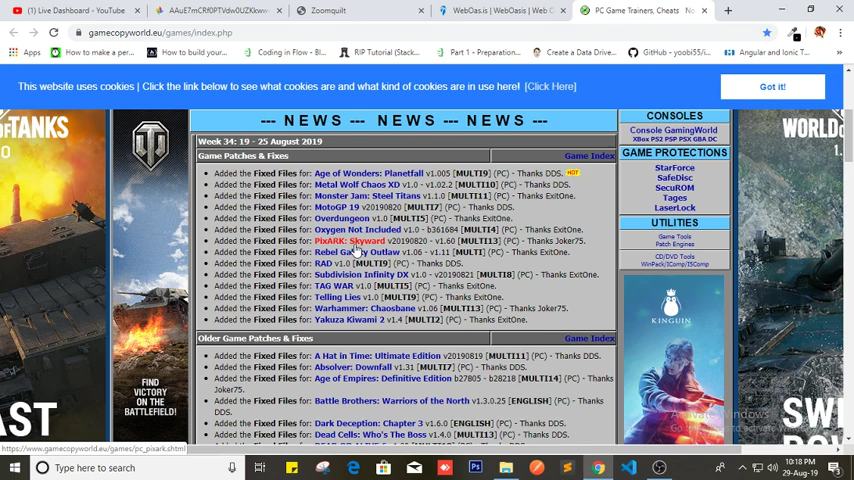 (1) Live Dashboard - YouTube
AAuE7mCRf0PTVdw0UZKkww
Zoomquilt
WebOas.is | WebOasis | Web O
PC Game Trainers, Cheats No
gamecopyworld.eu/games/index.php
Apps
How to make a per...
How to build your...
Coding in Flow - Bl...
RIP Tutorial (Stack...
Part 1 - Preparation...
Create a Data Drive...
GitHub - yoobi55/i...
Angular and Ionic T...
This website uses cookies | Click the link below to see what cookies are and what kind of cookies are in use here! [Click Here]
Got it!
--- N E W S --- N E W S --- N E W S ---
Week 34: 19 - 25 August 2019
Game Patches & Fixes
Game Index
Added the Fixed Files for: Age of Wonders: Planetfall v1.005 [MULTI9] (PC) - Thanks DDS. HOT
Added the Fixed Files for: Metal Wolf Chaos XD v1.0 - v1.02.2 [MULTI10] (PC) - Thanks DDS.
Added the Fixed Files for: Monster Jam: Steel Titans v1.1.0 [MULTI11] (PC) - Thanks ExitOne.
Added the Fixed Files for: MotoGP 19 v20190820 [MULTI7] (PC) - Thanks DDS.
Added the Fixed Files for: Overdungeon v1.0 [MULTI5] (PC) - Thanks ExitOne.
Added the Fixed Files for: Oxygen Not Included v1.0 - b361684 [MULTI4] (PC) - Thanks ExitOne.
Added the Fixed Files for: PixARK: Skyward v20190820 - v1.60 [MULTI13] (PC) - Thanks Joker75.
Added the Fixed Files for: Rebel Galaxy Outlaw v1.06 - v1.11 [MULTI] (PC) - Thanks ExitOne.
Added the Fixed Files for: RAD v1.0 [MULTI9] (PC) - Thanks DDS.
Added the Fixed Files for: Subdivision Infinity DX v1.0 - v20190821 [MULTI8] (PC) - Thanks ExitOne.
Added the Fixed Files for: TAG WAR v1.0 [MULTI5] (PC) - Thanks ExitOne.
Added the Fixed Files for: Telling Lies v1.0 [MULTI9] (PC) - Thanks ExitOne.
Added the Fixed Files for: Warhammer: Chaosbane v1.06 [MULTI13] (PC) - Thanks Joker75.
Added the Fixed Files for: Yakuza Kiwami 2 v1.4 [MULTI2] (PC) - Thanks ExitOne.
Older Game Patches & Fixes
Game Index
Added the Fixed Files for: A Hat in Time: Ultimate Edition v20190819 [MULTI11] (PC) - Thanks DDS.
Added the Fixed Files for: Absolver: Downfall v1.31 [MULTI7] (PC) - Thanks DDS.
Added the Fixed Files for: Age of Empires: Definitive Edition b27805 - b28218 [MULTI14] (PC) - Thanks
Joker75.
Added the Fixed Files for: Battle Brothers: Warriors of the North v1.3.0.25 [ENGLISH] (PC) - Thanks
DDS.
Added the Fixed Files for: Dark Deception: Chapter 3 v1.6.0 [ENGLISH] (PC) - Thanks DDS.
Added the Fixed Files for: Dead Cells: Who's The Boss v1.4.0 [MULTI13] (PC) - Thanks DDS.
CONSOLES
Console GamingWorld
XBox PS2 PSP PSX GBA DC
GAME PROTECTIONS
StarForce
SafeDisc
SecuROM
Tages
LaserLock
UTILITIES
Game Tools
Patch Engines
CD/DVD Tools
WinPack/IComp/ISComp
KINGUIN
OF TANKS
FIND
VICTORY
ON THE
BATTLEFIELD!
AST
WORLD
SWI
Activate Windows
https://www.gamecopyworld.eu/games/pc_pixark.shtml
Type here to search
10:18 PM
29-Aug-19
3